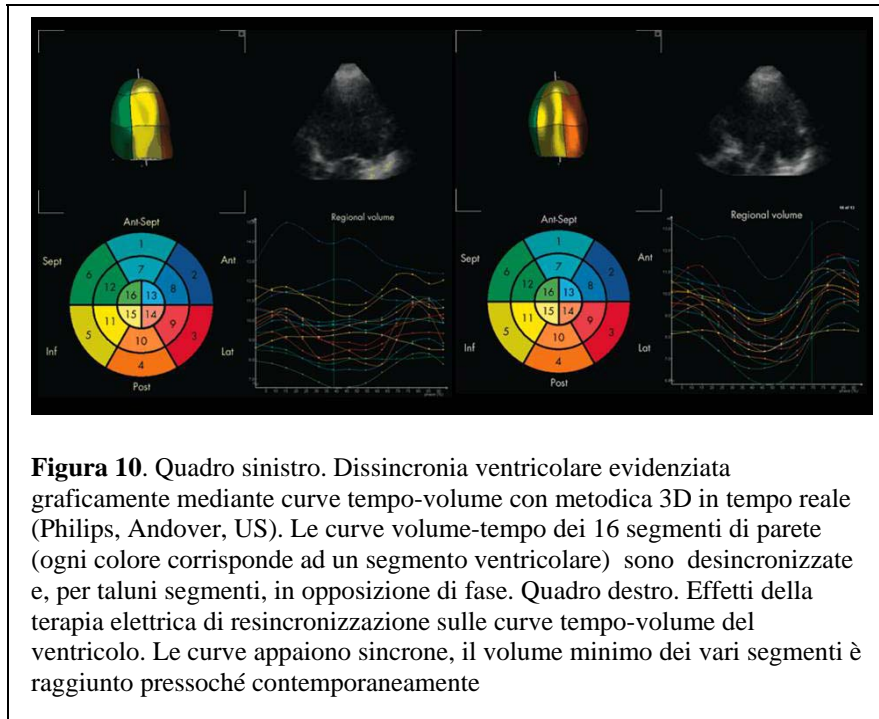 Ant-Sept
Sept
Ant
Inf
Lat
Post
1
2
3
4
5
6
7
8
9
10
11
12
13
14
15
16
Regional volume
Ant-Sept
Sept
Ant
Inf
Lat
Post
1
2
3
4
5
6
7
8
9
10
11
12
13
14
15
16
Regional volume
Figura 10. Quadro sinistro. Dissincronia ventricolare evidenziata
graficamente mediante curve tempo-volume con metodica 3D in tempo reale
(Philips, Andover, US). Le curve volume-tempo dei 16 segmenti di parete
(ogni colore corrisponde ad un segmento ventricolare) sono desincronizzate
e, per taluni segmenti, in opposizione di fase. Quadro destro. Effetti della
terapia elettrica di resincronizzazione sulle curve tempo-volume del
ventricolo. Le curve appaiono sincrone, il volume minimo dei vari segmenti è
raggiunto pressoché contemporaneamente